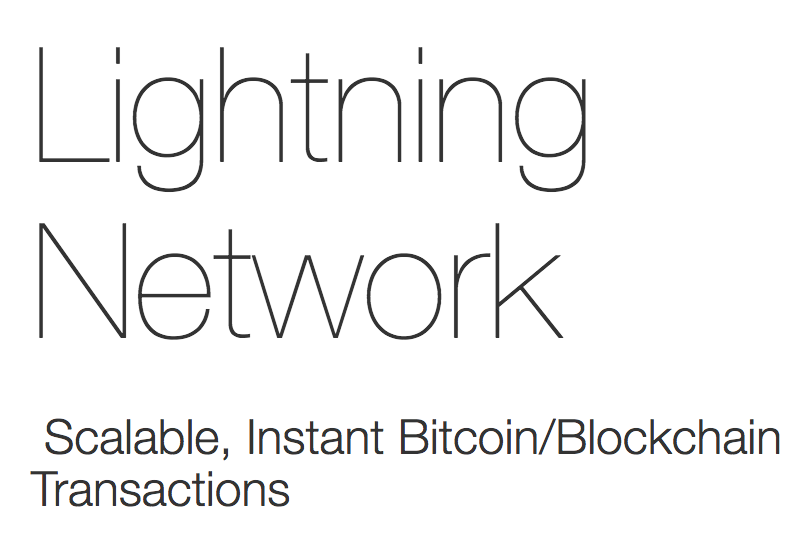 Lightning
Network
Scalable, Instant Bitcoin/Blockchain
Transactions